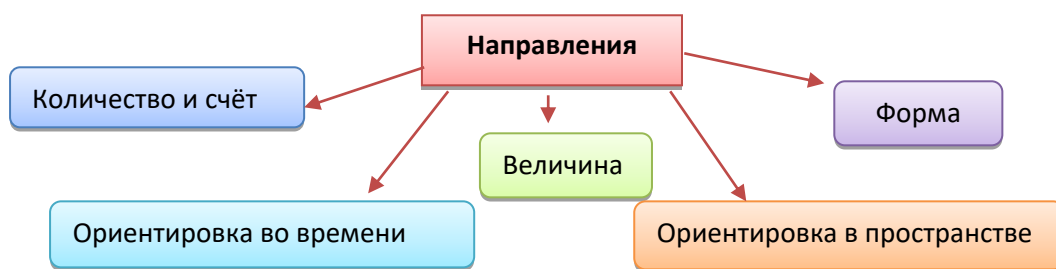 Направления
Количество и счёт
Форма
Величина
Ориентировка во времени
Ориентировка в пространстве